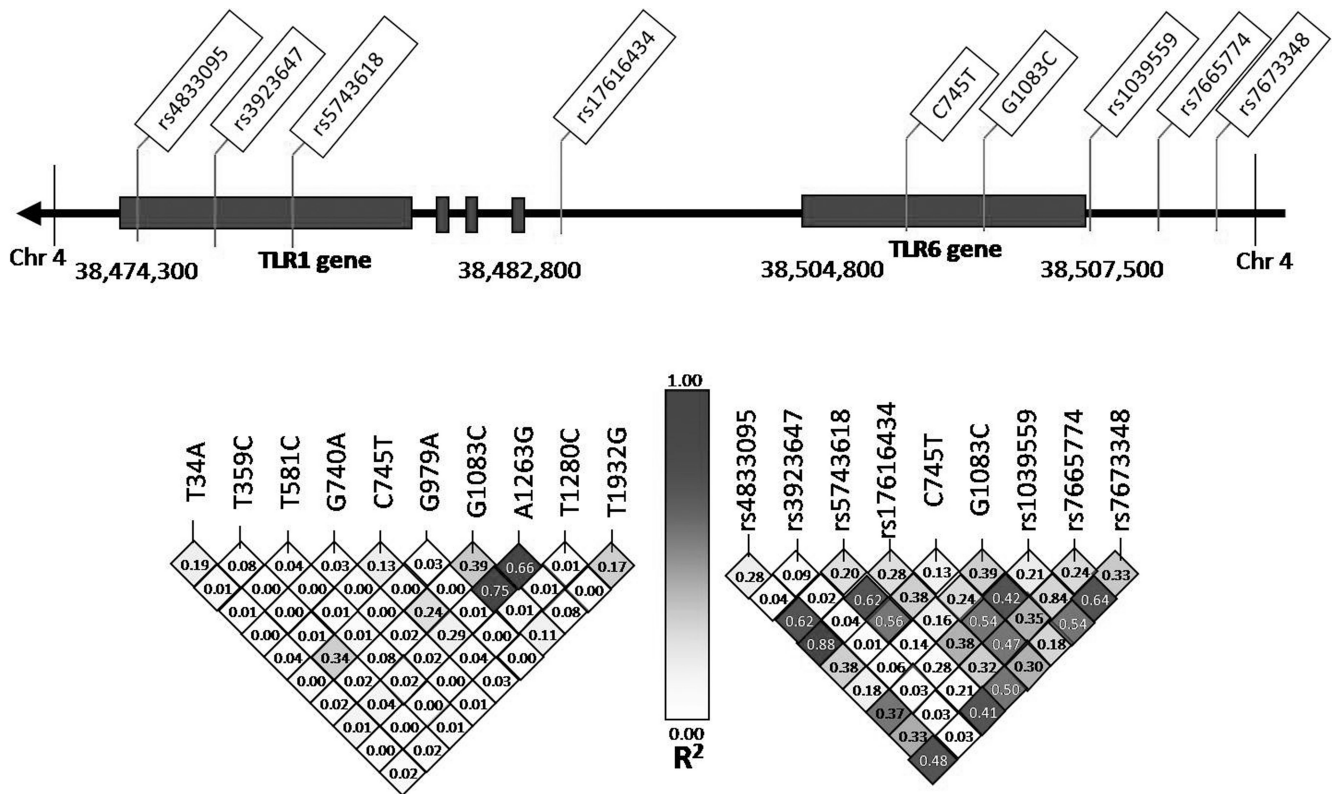 rs4833095
rs3923647
rs5743618
rs17616434
C745T
G1083C
rs1039559
rs7665774
rs7673348
Chr 4
38,474,300
TLR1 gene
38,482,800
38,504,800
TLR6 gene
38,507,500
Chr 4
T34A
T359C
T581C
G740A
C745T
G979A
G1083C
A1263G
T1280C
T1932G
0.19 0.08 0.04 0.03 0.13 0.03 0.39 0.66 0.01 0.17
0.01 0.00 0.00 0.00 0.00 0.00 0.75 0.01 0.00
0.01 0.00 0.01 0.00 0.24 0.01 0.01 0.08
0.00 0.01 0.01 0.02 0.29 0.00 0.11
0.04 0.34 0.08 0.02 0.04 0.00
0.00 0.02 0.02 0.00 0.03
0.02 0.04 0.00 0.01
0.01 0.00
0.00 0.02
0.02
1.00
0.00
R²
rs4833095
rs3923647
rs5743618
rs17616434
C745T
G1083C
rs1039559
rs7665774
rs7673348
0.28 0.09 0.20 0.28 0.13 0.39 0.21 0.24 0.33
0.04 0.02 0.62 0.38 0.24 0.42 0.84 0.64
0.62 0.04 0.56 0.16 0.54 0.35 0.54
0.88 0.01 0.14 0.38 0.47 0.18
0.38 0.06 0.28 0.32 0.30
0.18 0.03 0.21 0.50
0.37 0.03 0.41
0.33 0.03
0.48